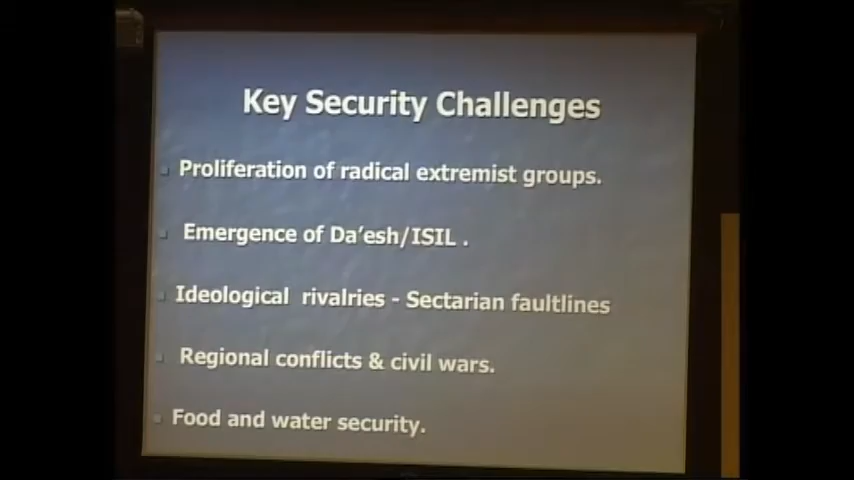 Key Security Challenges
Proliferation of radical extremist groups.
Emergence of Da'esh/ISIL .
Ideological rivalries - Sectarian faultlines
Regional conflicts & civil wars.
Food and water security.